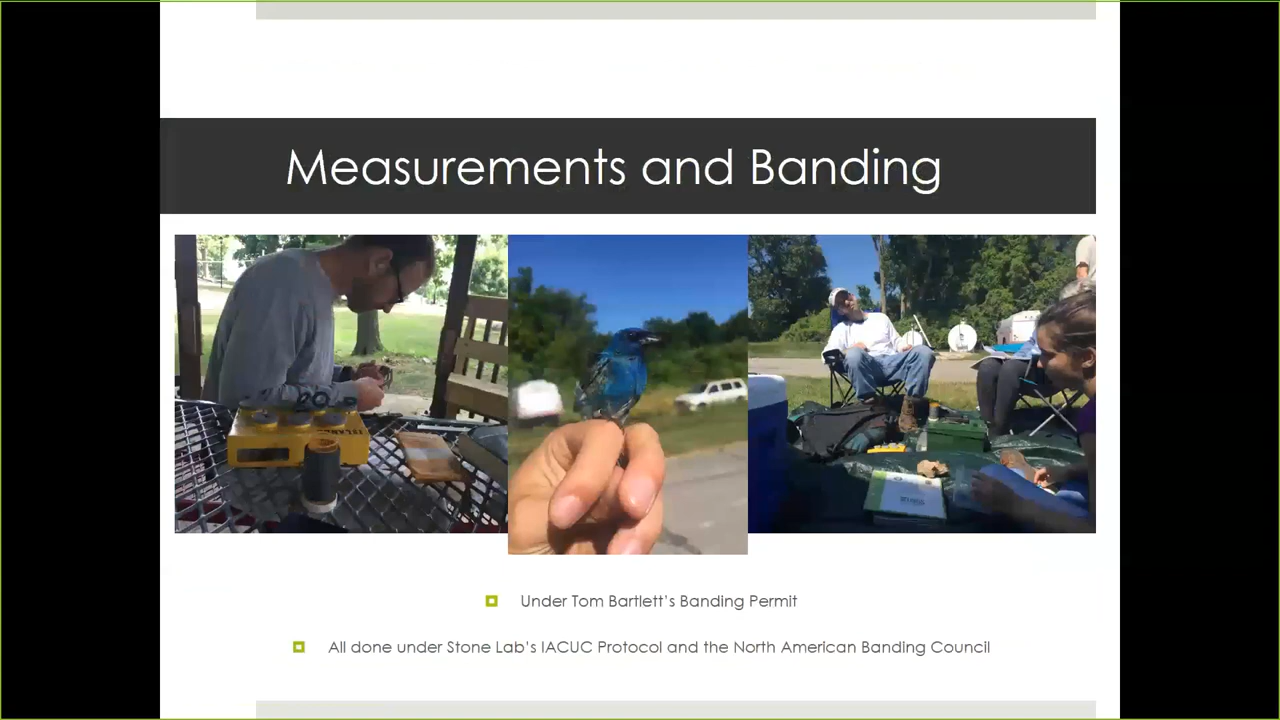 Measurements and Banding
Under Tom Bartlett's Banding Permit
All done under Stone Lab's IACUC Protocol and the North American Banding Council